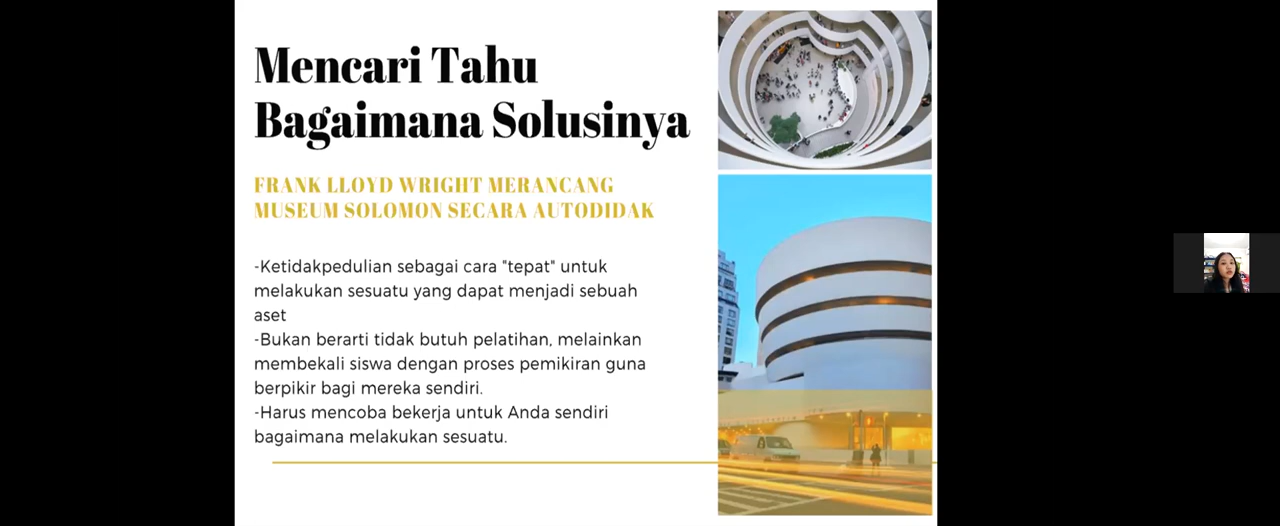 Mencari Tahu
Bagaimana Solusinya
FRANK LLOYD WRIGHT MERANCANG
MUSEUM SOLOMON SECARA AUTODIDAK
-Ketidakpedulian sebagai cara "tepat" untuk
melakukan sesuatu yang dapat menjadi sebuah
aset
-Bukan berarti tidak butuh pelatihan, melainkan
membekali siswa dengan proses pemikiran guna
berpikir bagi mereka sendiri.
-Harus mencoba bekerja untuk Anda sendiri
bagaimana melakukan sesuatu.